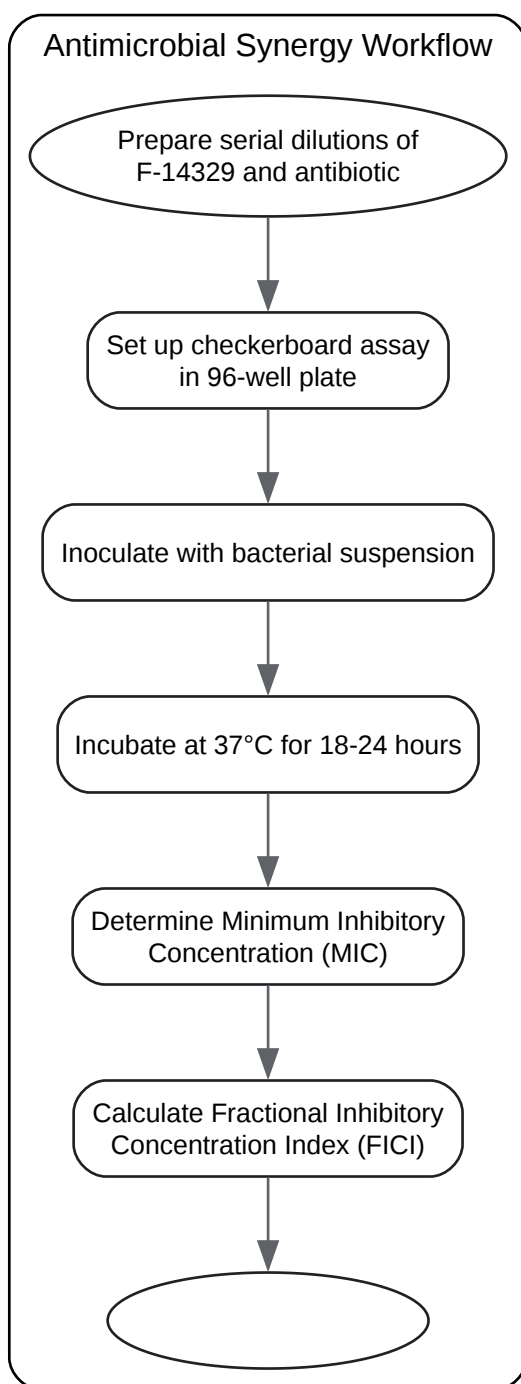 Antimicrobial Synergy Workflow
Prepare serial dilutions of
F-14329 and antibiotic
Set up checkerboard assay
in 96-well plate
Inoculate with bacterial suspension
Incubate at 37°C for 18-24 hours
Determine Minimum Inhibitory
Concentration (MIC)
Calculate Fractional Inhibitory
Concentration Index (FICI)